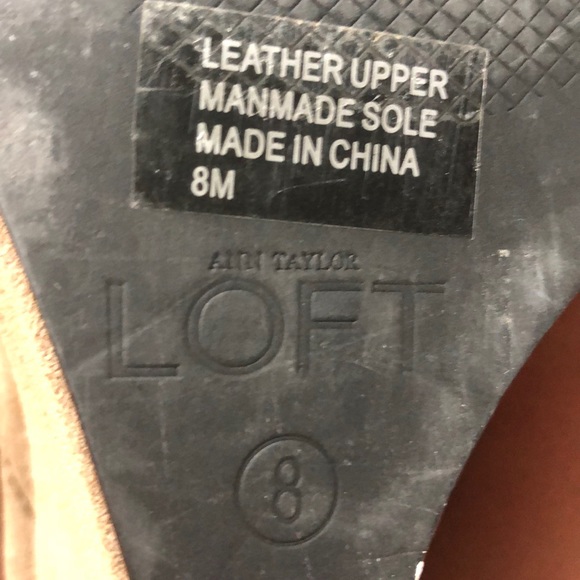 LEATHER UPPER
MANMADE SOLE
MADE IN CHINA
8M
ANN TAYLOR
LOFT
8